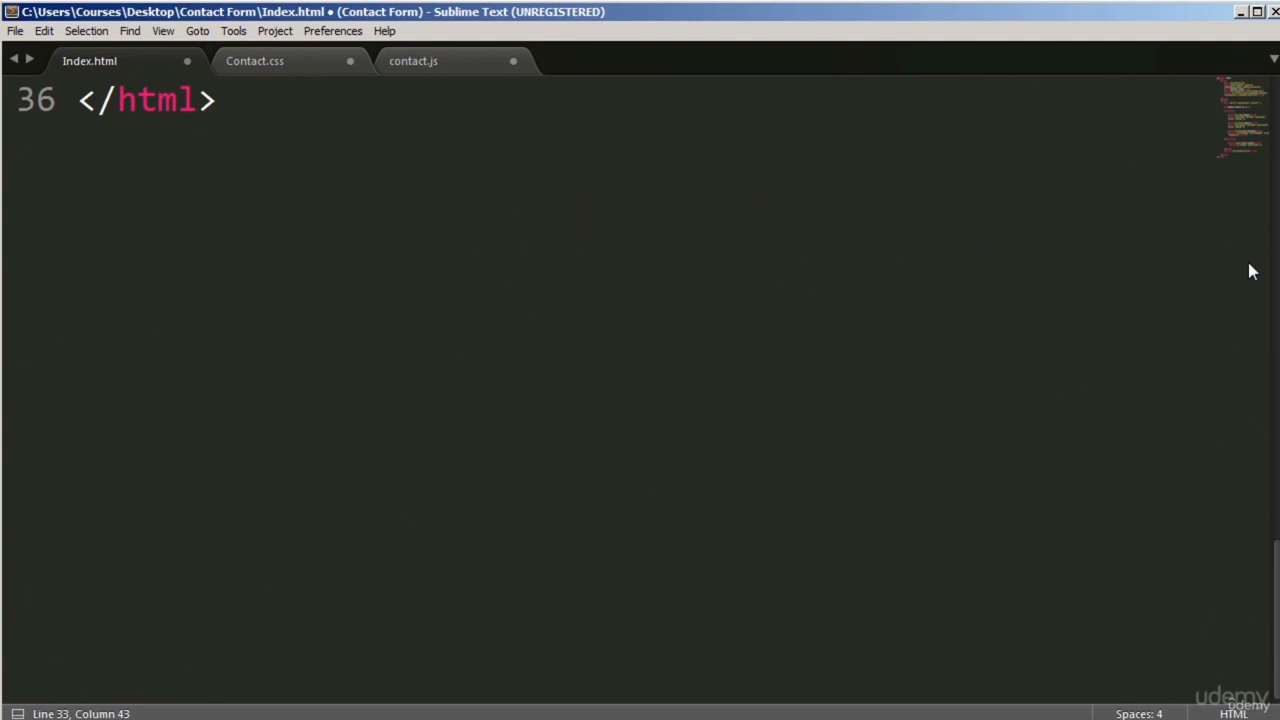 C:\Users\Courses\Desktop\Contact Form\Index.html • (Contact Form) - Sublime Text (UNREGISTERED)
File Edit Selection Find View Goto Tools Project Preferences Help
Index.html Contact.css contact.js
36 </html>
udemy
udemy
Line 33, Column 43 Spaces: 4 HTML